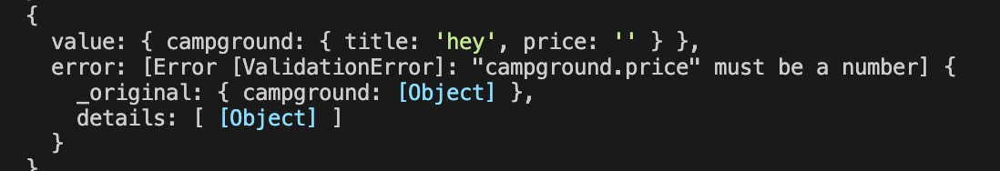 {
  value: { campground: { title: 'hey', price: '' } },
  error: [Error [ValidationError]: "campground.price" must be a number] {
    _original: { campground: [Object] },
    details: [ [Object] ]
  }
}